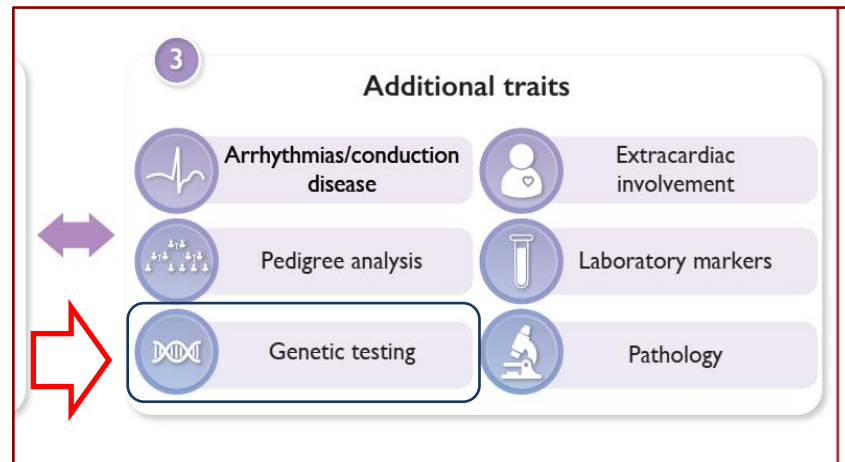 3
Additional traits
Arrhythmias/conduction
disease
Extracardiac
involvement
Pedigree analysis
Laboratory markers
Genetic testing
Pathology